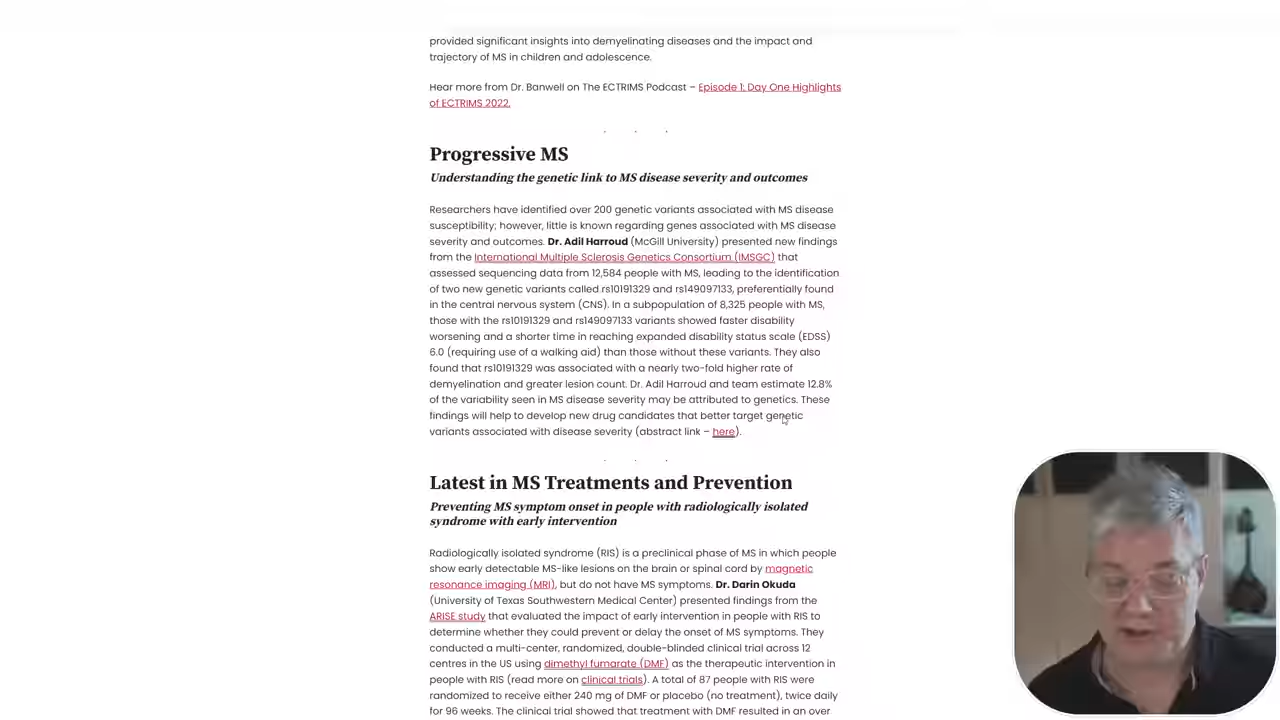 provided significant insights into demyelinating diseases and the impact and
trajectory of MS in children and adolescence.
Hear more from Dr. Banwell on The ECTRIMS Podcast – Episode 1: Day One Highlights
of ECTRIMS 2022.
Progressive MS
Understanding the genetic link to MS disease severity and outcomes
Researchers have identified over 200 genetic variants associated with MS disease
susceptibility; however, little is known regarding genes associated with MS disease
severity and outcomes. Dr. Adil Harroud (McGill University) presented new findings
from the International Multiple Sclerosis Genetics Consortium (IMSGC) that
assessed sequencing data from 12,584 people with MS, leading to the identification
of two new genetic variants called rs10191329 and rs149097133, preferentially found
in the central nervous system (CNS). In a subpopulation of 8,325 people with MS,
those with the rs10191329 and rs149097133 variants showed faster disability
worsening and a shorter time in reaching expanded disability status scale (EDSS)
6.0 (requiring use of a walking aid) than those without these variants. They also
found that rs10191329 was associated with a nearly two-fold higher rate of
demyelination and greater lesion count. Dr. Adil Harroud and team estimate 12.8%
of the variability seen in MS disease severity may be attributed to genetics. These
findings will help to develop new drug candidates that better target genetic
variants associated with disease severity (abstract link – here).
Latest in MS Treatments and Prevention
Preventing MS symptom onset in people with radiologically isolated
syndrome with early intervention
Radiologically isolated syndrome (RIS) is a preclinical phase of MS in which people
show early detectable MS-like lesions on the brain or spinal cord by magnetic
resonance imaging (MRI), but do not have MS symptoms. Dr. Darin Okuda
(University of Texas Southwestern Medical Center) presented findings from the
ARISE study that evaluated the impact of early intervention in people with RIS to
determine whether they could prevent or delay the onset of MS symptoms. They
conducted a multi-center, randomized, double-blinded clinical trial across 12
centres in the US using dimethyl fumarate (DMF) as the therapeutic intervention in
people with RIS (read more on clinical trials). A total of 87 people with RIS were
randomized to receive either 240 mg of DMF or placebo (no treatment), twice daily
for 96 weeks. The clinical trial showed that treatment with DMF resulted in an over